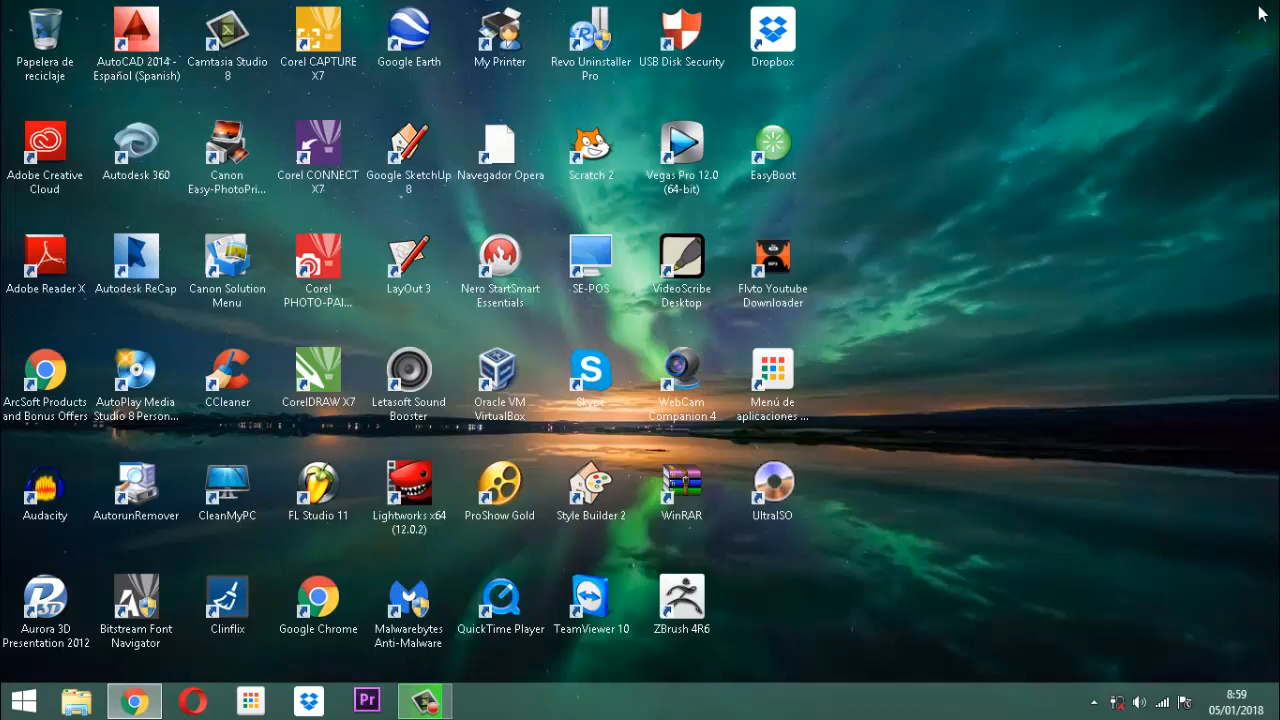 Papelera de
reciclaje
AutoCAD 2014 -
Español (Spanish)
Camtasia Studio
8
Corel CAPTURE
X7
Google Earth
My Printer
Revo Uninstaller
Pro
USB Disk Security
Dropbox
Adobe Creative
Cloud
Autodesk 360
Canon
Easy-PhotoPri...
Corel CONNECT
X7
Google SketchUp
8
Navegador Opera
Scratch 2
Vegas Pro 12.0
(64-bit)
EasyBoot
Adobe Reader X
Autodesk ReCap
Canon Solution
Menu
Corel
PHOTO-PAI...
LayOut 3
Nero StartSmart
Essentials
SE-POS
VideoScribe
Desktop
Flvto Youtube
Downloader
ArcSoft Products
and Bonus Offers
AutoPlay Media
Studio 8 Person...
CCleaner
CorelDRAW X7
Letasoft Sound
Booster
Oracle VM
VirtualBox
Skype
WebCam
Companion 4
Menú de
aplicaciones ...
Audacity
AutorunRemover
CleanMyPC
FL Studio 11
Lightworks x64
(12.0.2)
ProShow Gold
Style Builder 2
WinRAR
UltraISO
Aurora 3D
Presentation 2012
Bitstream Font
Navigator
Clinflix
Google Chrome
Malwarebytes
Anti-Malware
QuickTime Player
TeamViewer 10
ZBrush 4R6
Pr
8:59
05/01/2018